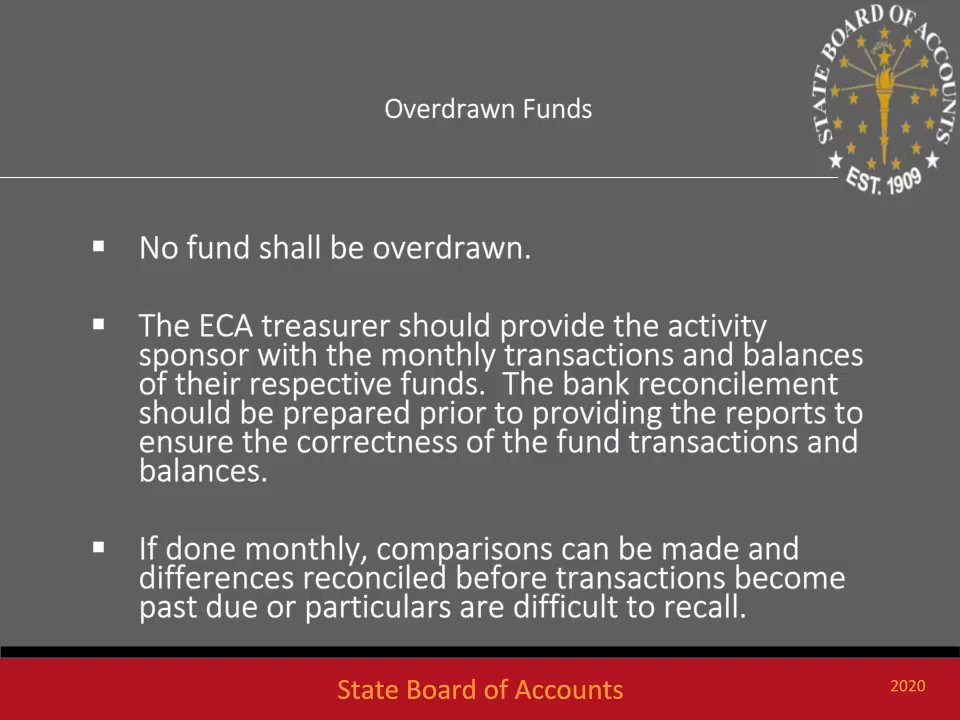 STATE BOARD OF ACCOUNTS
INDIANA
EST. 1909
Overdrawn Funds
No fund shall be overdrawn.
The ECA treasurer should provide the activity
sponsor with the monthly transactions and balances
of their respective funds.  The bank reconcilement
should be prepared prior to providing the reports to
ensure the correctness of the fund transactions and
balances.
If done monthly, comparisons can be made and
differences reconciled before transactions become
past due or particulars are difficult to recall.
State Board of Accounts
2020